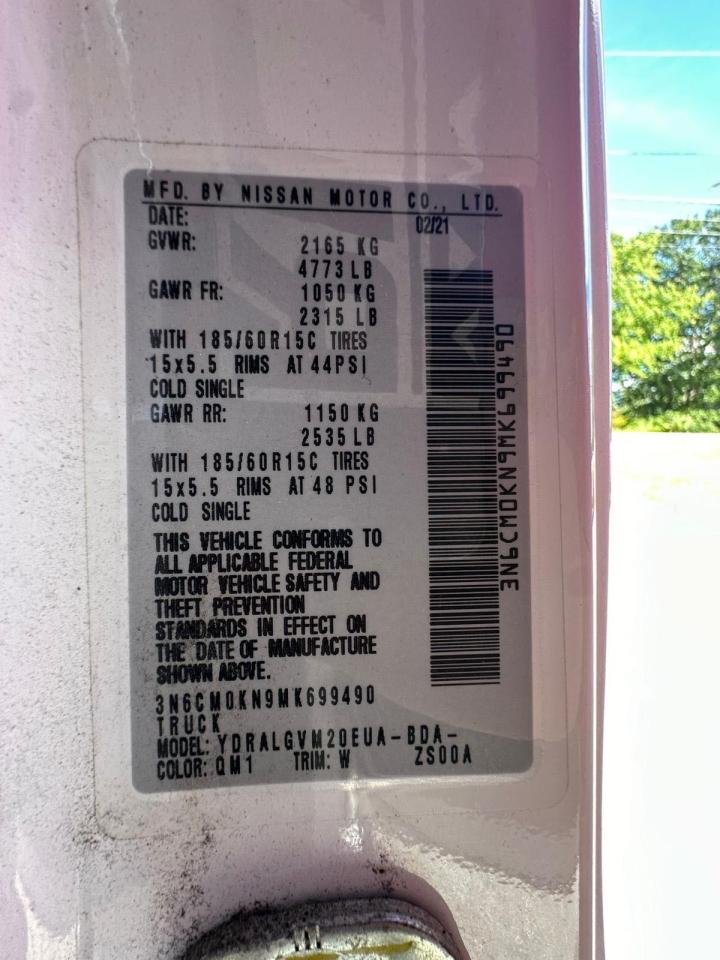 MFD. BY NISSAN MOTOR CO., LTD.
DATE: 02/21
GVWR: 2165 KG
4773 LB
GAWR FR: 1050 KG
2315 LB
WITH 185/60R15C TIRES
15x5.5 RIMS AT 44PSI
COLD SINGLE
GAWR RR: 1150 KG
2535 LB
WITH 185/60R15C TIRES
15x5.5 RIMS AT 48 PSI
COLD SINGLE
THIS VEHICLE CONFORMS TO
ALL APPLICABLE FEDERAL
MOTOR VEHICLE SAFETY AND
THEFT PREVENTION
STANDARDS IN EFFECT ON
THE DATE OF MANUFACTURE
SHOWN ABOVE.
3N6CM0KN9MK699490
TRUCK
MODEL: YDRALGVM20EUA-BDA-
COLOR: QM1 TRIM: W ZS00A
3N6CM0KN9MK699490